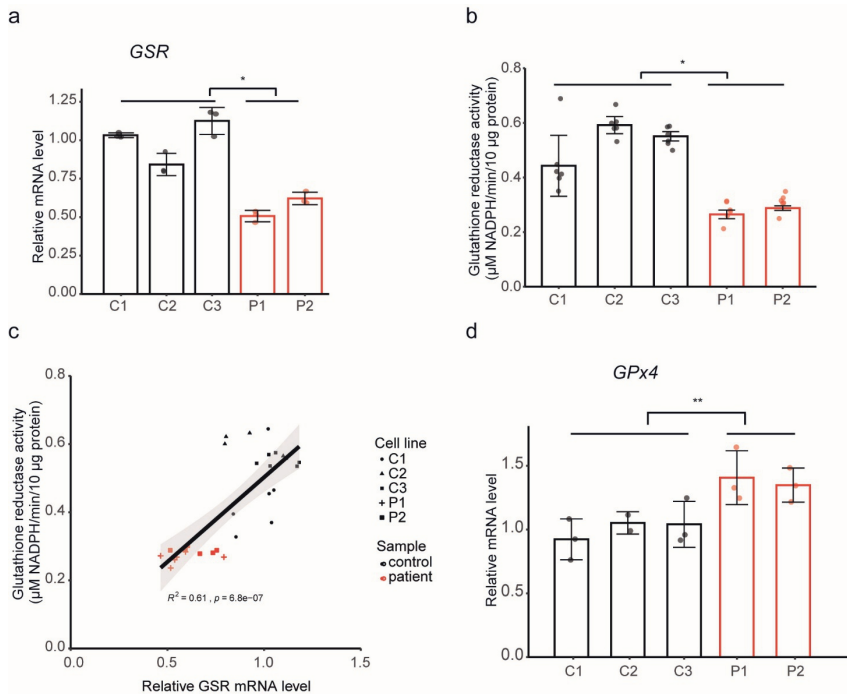 a
GSR
*
Relative mRNA level
1.25
1.00
0.75
0.50
0.25
0.00
C1 C2 C3 P1 P2
b
*
Glutathione reductase activity
(µM NADPH/min/10 µg protein)
0.8
0.6
0.4
0.2
0.0
C1 C2 C3 P1 P2
c
Glutathione reductase activity
(µM NADPH/min/10 µg protein)
0.8
0.6
0.4
0.2
0.0
0.0 0.5 1.0 1.5
Relative GSR mRNA level
R² = 0.61 , p = 6.8e−07
Cell line
C1
C2
C3
P1
P2
Sample
control
patient
d
GPx4
**
Relative mRNA level
1.5
1.0
0.5
0.0
C1 C2 C3 P1 P2